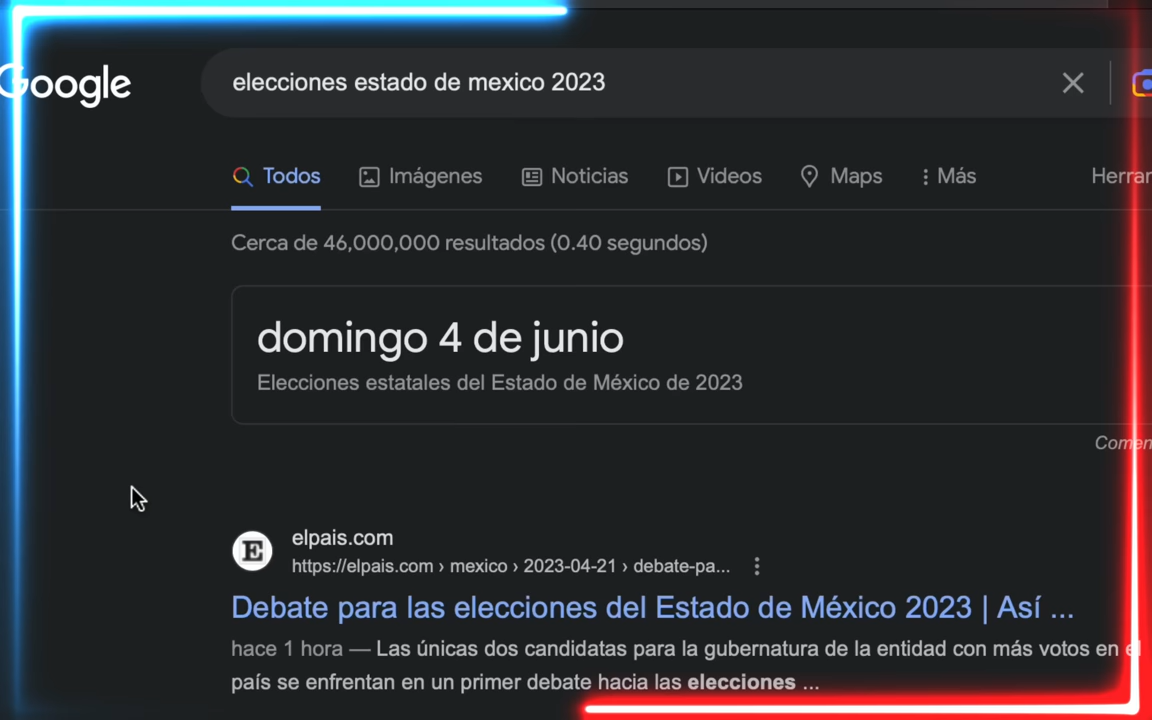 Google
elecciones estado de mexico 2023
Todos Imágenes Noticias Videos Maps Más Herrar
Cerca de 46,000,000 resultados (0.40 segundos)
domingo 4 de junio
Elecciones estatales del Estado de México de 2023
Comen
elpais.com
https://elpais.com › mexico › 2023-04-21 › debate-pa...
Debate para las elecciones del Estado de México 2023 | Así ...
hace 1 hora — Las únicas dos candidatas para la gubernatura de la entidad con más votos en el
país se enfrentan en un primer debate hacia las elecciones ...